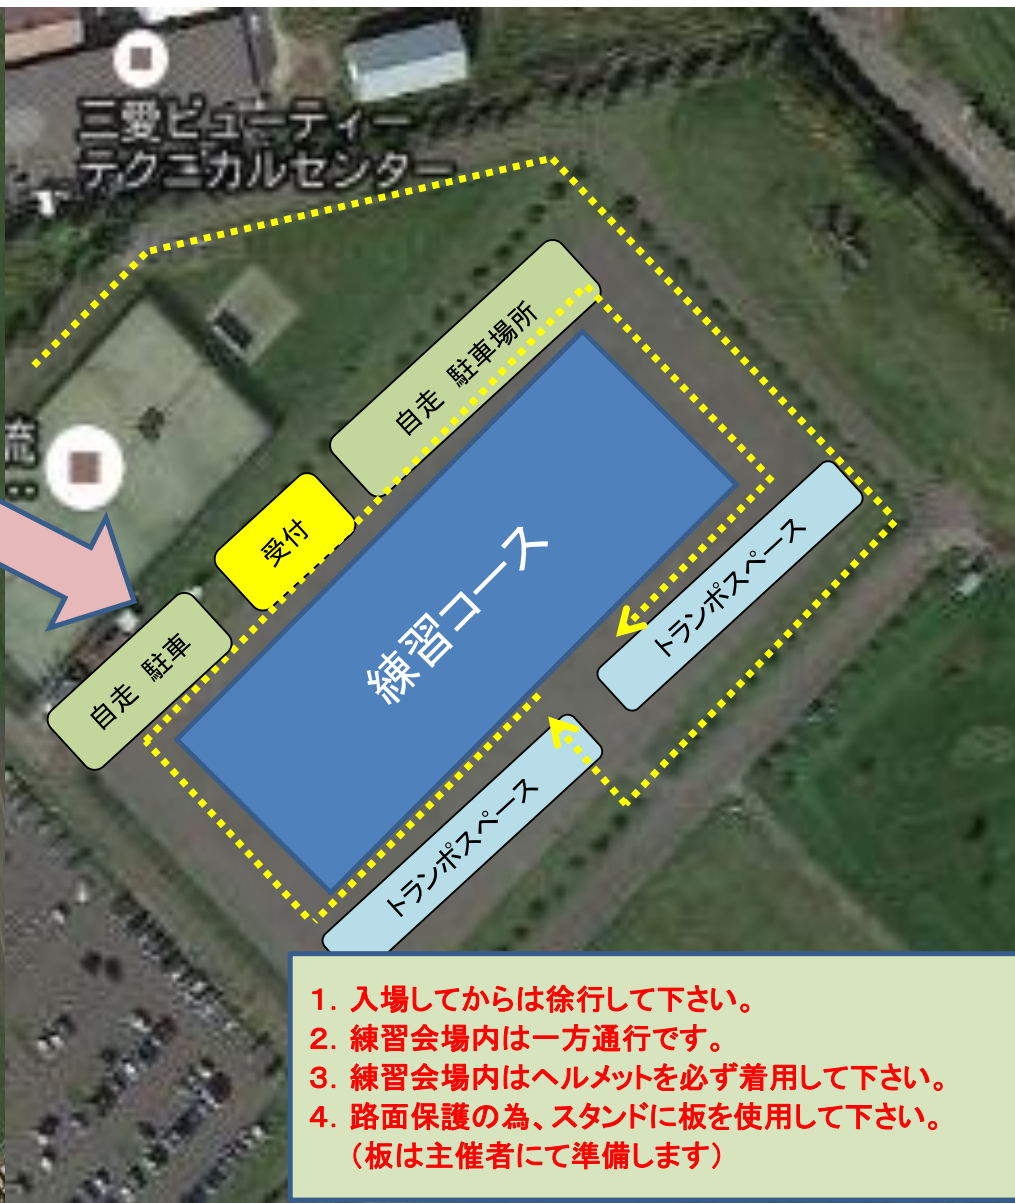 三愛ビューティー
テクニカルセンター
流
:
自走 駐車場所
受付
自走 駐車
練習コース
トランポスペース
トランポスペース
1. 入場してからは徐行して下さい。
2. 練習会場内は一方通行です。
3. 練習会場内はヘルメットを必ず着用して下さい。
4. 路面保護の為、スタンドに板を使用して下さい。
(板は主催者にて準備します)